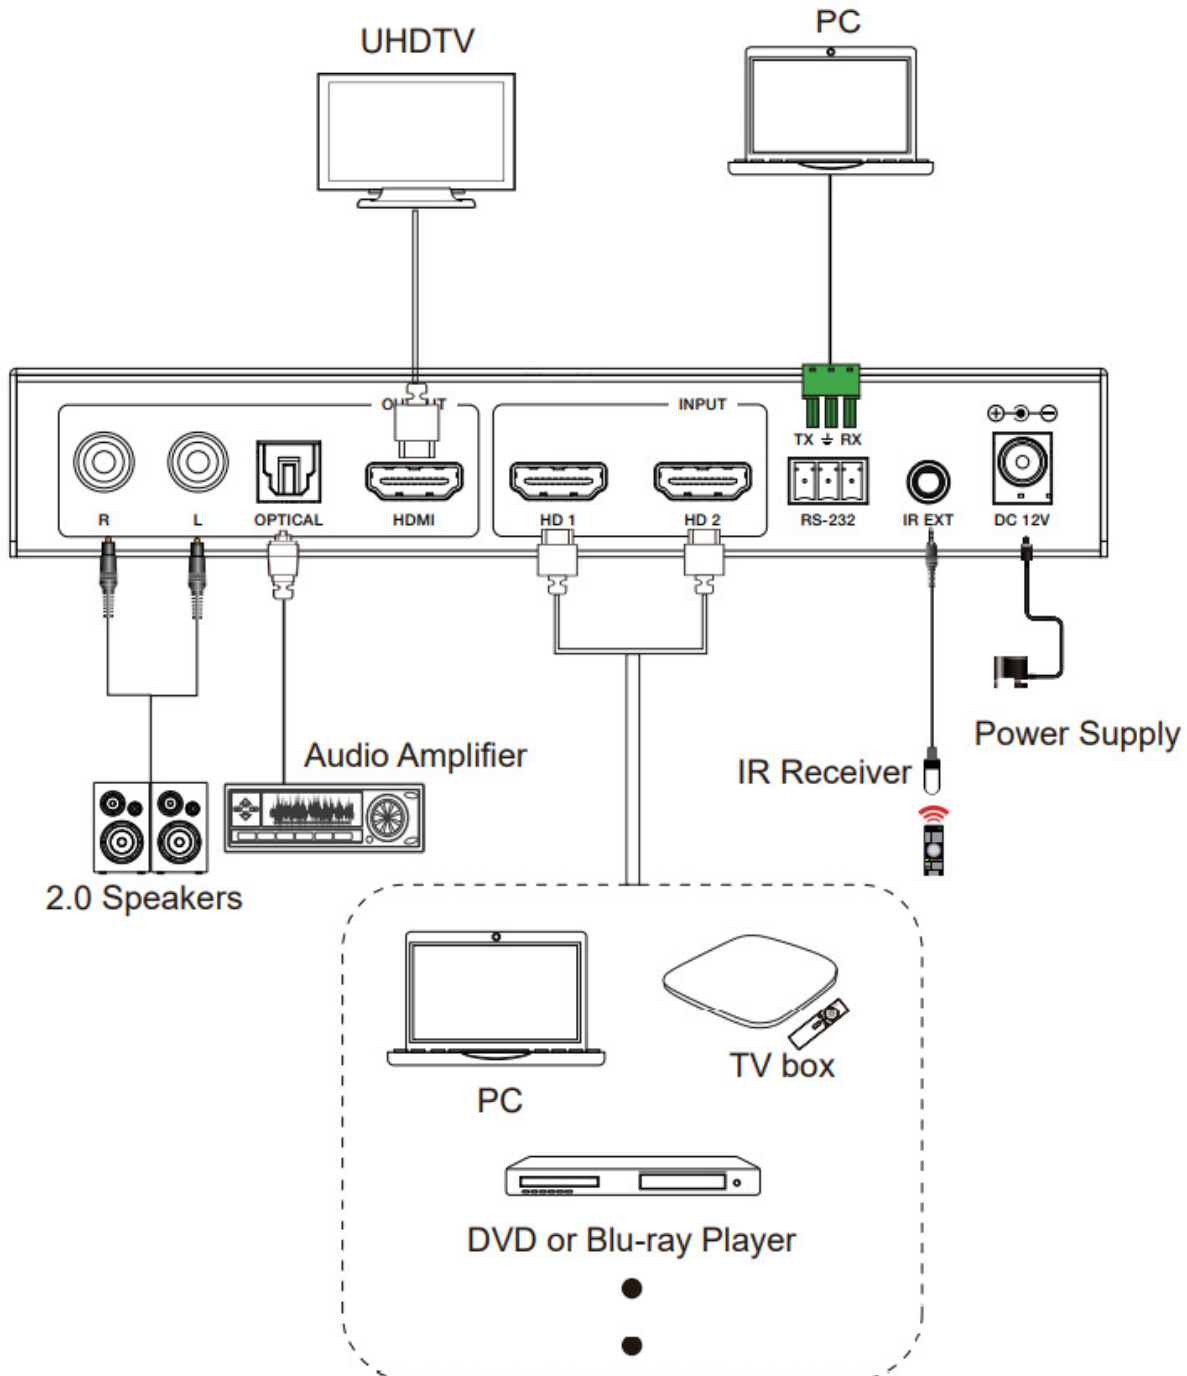 UHDTV
PC
OUTPUT
INPUT
TX RX
R
L
OPTICAL
HDMI
HD 1
HD 2
RS-232
IR EXT
DC 12V
Power Supply
Audio Amplifier
IR Receiver
2.0 Speakers
TV box
PC
DVD or Blu-ray Player